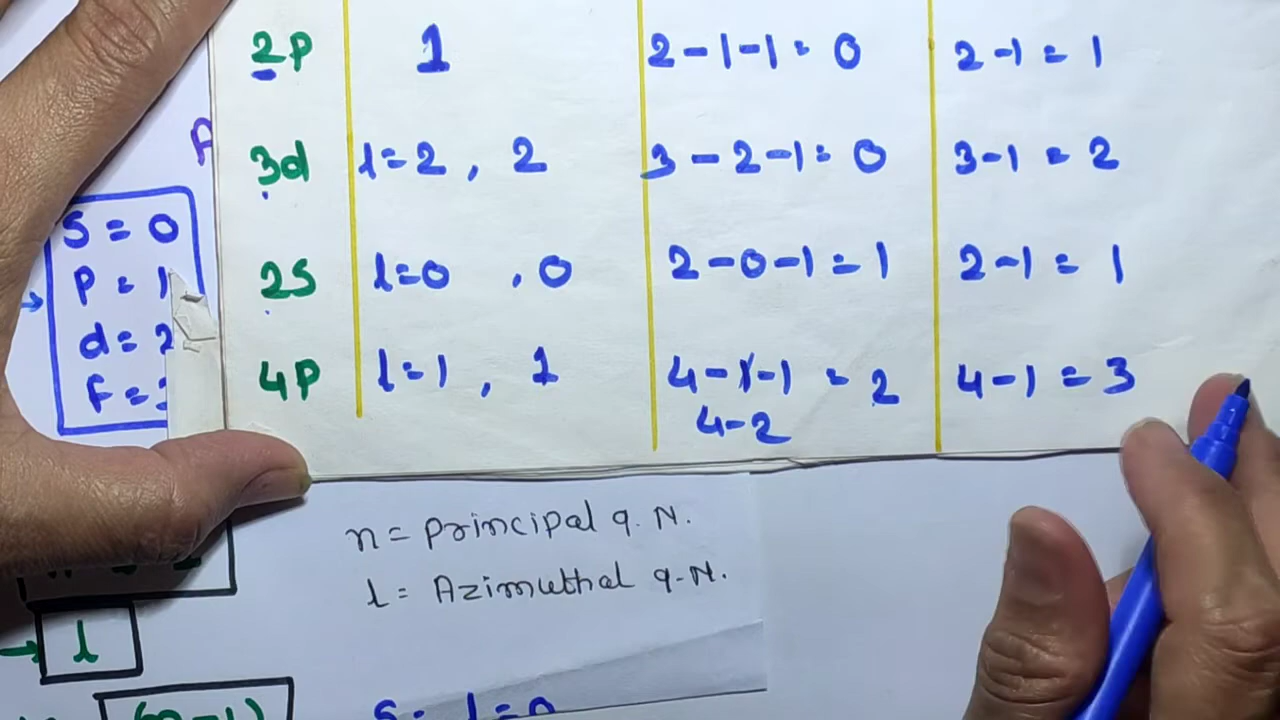 2p 1 2-1-1=0 2-1=1
3d l=2, 2 3-2-1=0 3-1=2
2S l=0, 0 2-0-1=1 2-1=1
4p l=1, 1 4-1-1=2 4-1=3
4-2
S=0
P=1
d=2
f=
n= principal q. N.
l= Azimuthal q-N.
l
(n-1)
S- l=0